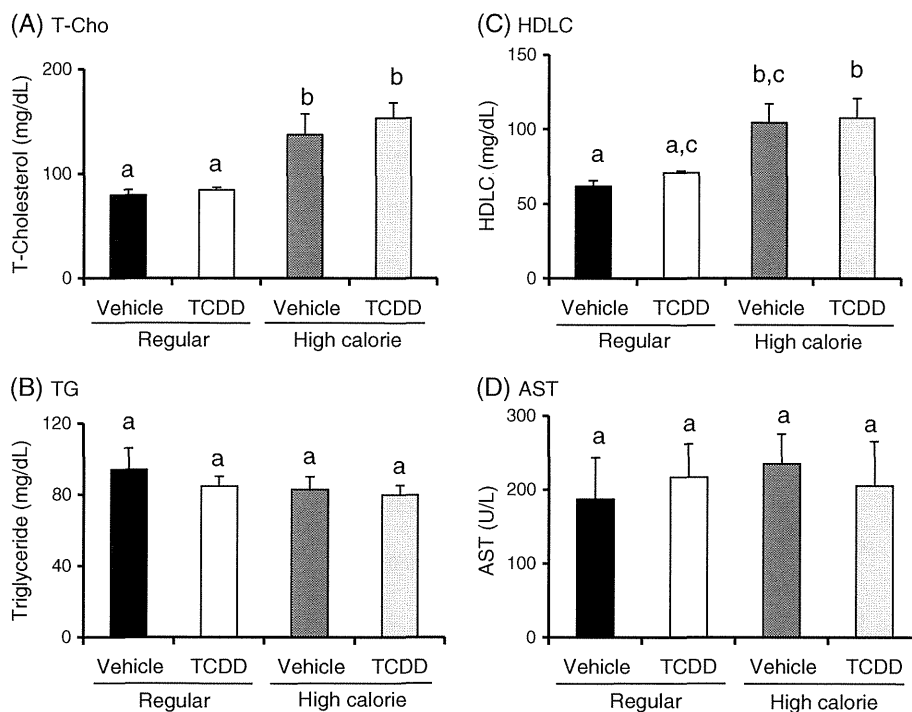 (A) T-Cho
T-Cholesterol (mg/dL)
200
100
0
a
a
b
b
Vehicle TCDD Vehicle TCDD
Regular High calorie
(C) HDLC
HDLC (mg/dL)
150
100
50
0
a
a,c
b,c
b
Vehicle TCDD Vehicle TCDD
Regular High calorie
(B) TG
Triglyceride (mg/dL)
120
80
40
0
a
a
a
a
Vehicle TCDD Vehicle TCDD
Regular High calorie
(D) AST
AST (U/L)
300
200
100
0
a
a
a
a
Vehicle TCDD Vehicle TCDD
Regular High calorie